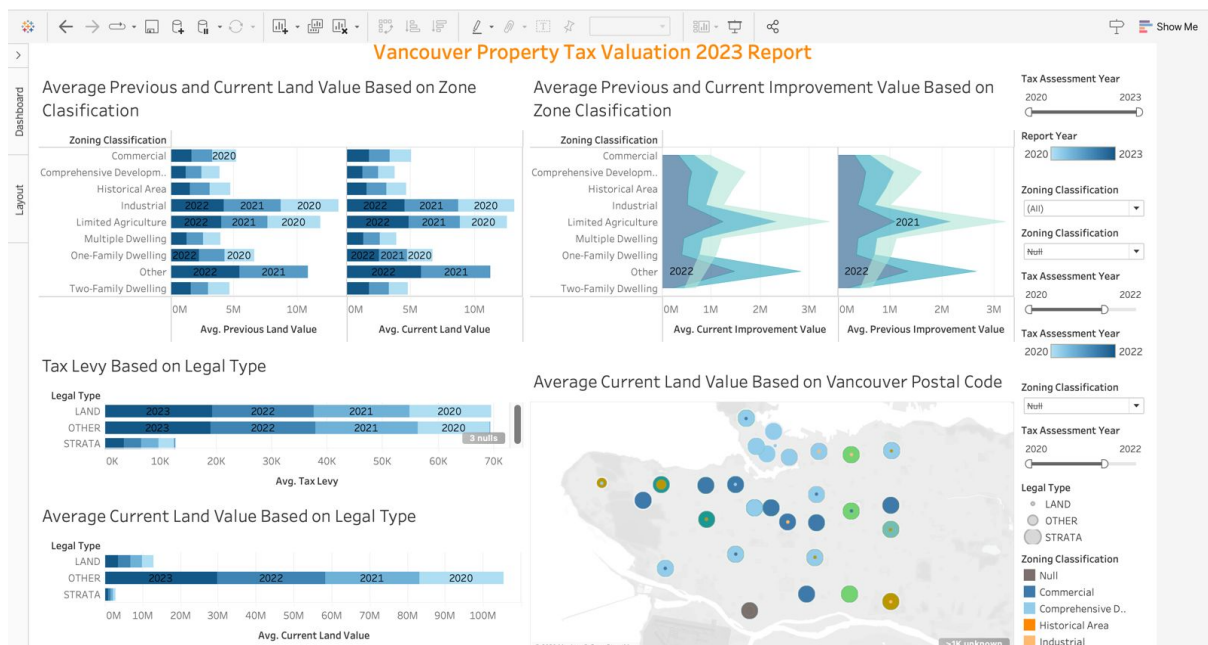 Show Me
Dashboard
Layout
Vancouver Property Tax Valuation 2023 Report
Average Previous and Current Land Value Based on Zone
Clasification
Zoning Classification
Commercial
Comprehensive Developm..
Historical Area
Industrial
Limited Agriculture
Multiple Dwelling
One-Family Dwelling
Other
Two-Family Dwelling
2020
2022 2021 2020 2022 2021 2020
2022 2021 2020 2022 2021 2020
2022 2020 2022 2021 2020
2022 2021 2022 2021
0M 5M 10M 0M 5M 10M
Avg. Previous Land Value Avg. Current Land Value
Average Previous and Current Improvement Value Based on
Zone Clasification
Zoning Classification
Commercial
Comprehensive Developm..
Historical Area
Industrial
Limited Agriculture
Multiple Dwelling
One-Family Dwelling
Other
Two-Family Dwelling
2021
2022 2022
0M 1M 2M 3M 0M 1M 2M 3M
Avg. Current Improvement Value Avg. Previous Improvement Value
Tax Levy Based on Legal Type
Legal Type
LAND 2023 2022 2021 2020
OTHER 2023 2022 2021 2020
STRATA
3 nulls
0K 10K 20K 30K 40K 50K 60K 70K
Avg. Tax Levy
Average Current Land Value Based on Legal Type
Legal Type
LAND
OTHER 2023 2022 2021 2020
STRATA
0M 10M 20M 30M 40M 50M 60M 70M 80M 90M 100M
Avg. Current Land Value
Average Current Land Value Based on Vancouver Postal Code
>1K unknown
Tax Assessment Year
2020 2023
Report Year
2020 2023
Zoning Classification
(All)
Zoning Classification
Null
Tax Assessment Year
2020 2022
Tax Assessment Year
2020 2022
Zoning Classification
Null
Tax Assessment Year
2020 2022
Legal Type
LAND
OTHER
STRATA
Zoning Classification
Null
Commercial
Comprehensive D..
Historical Area
Industrial